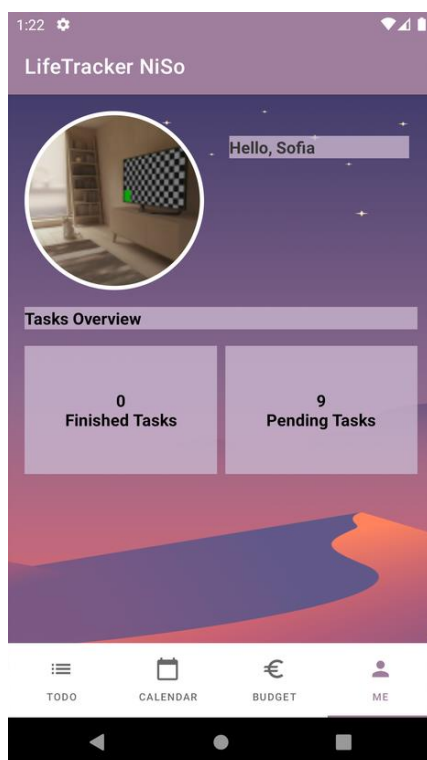 1:22
LifeTracker NiSo
Hello, Sofia
Tasks Overview
0
Finished Tasks
9
Pending Tasks
€
TODO
CALENDAR
BUDGET
ME